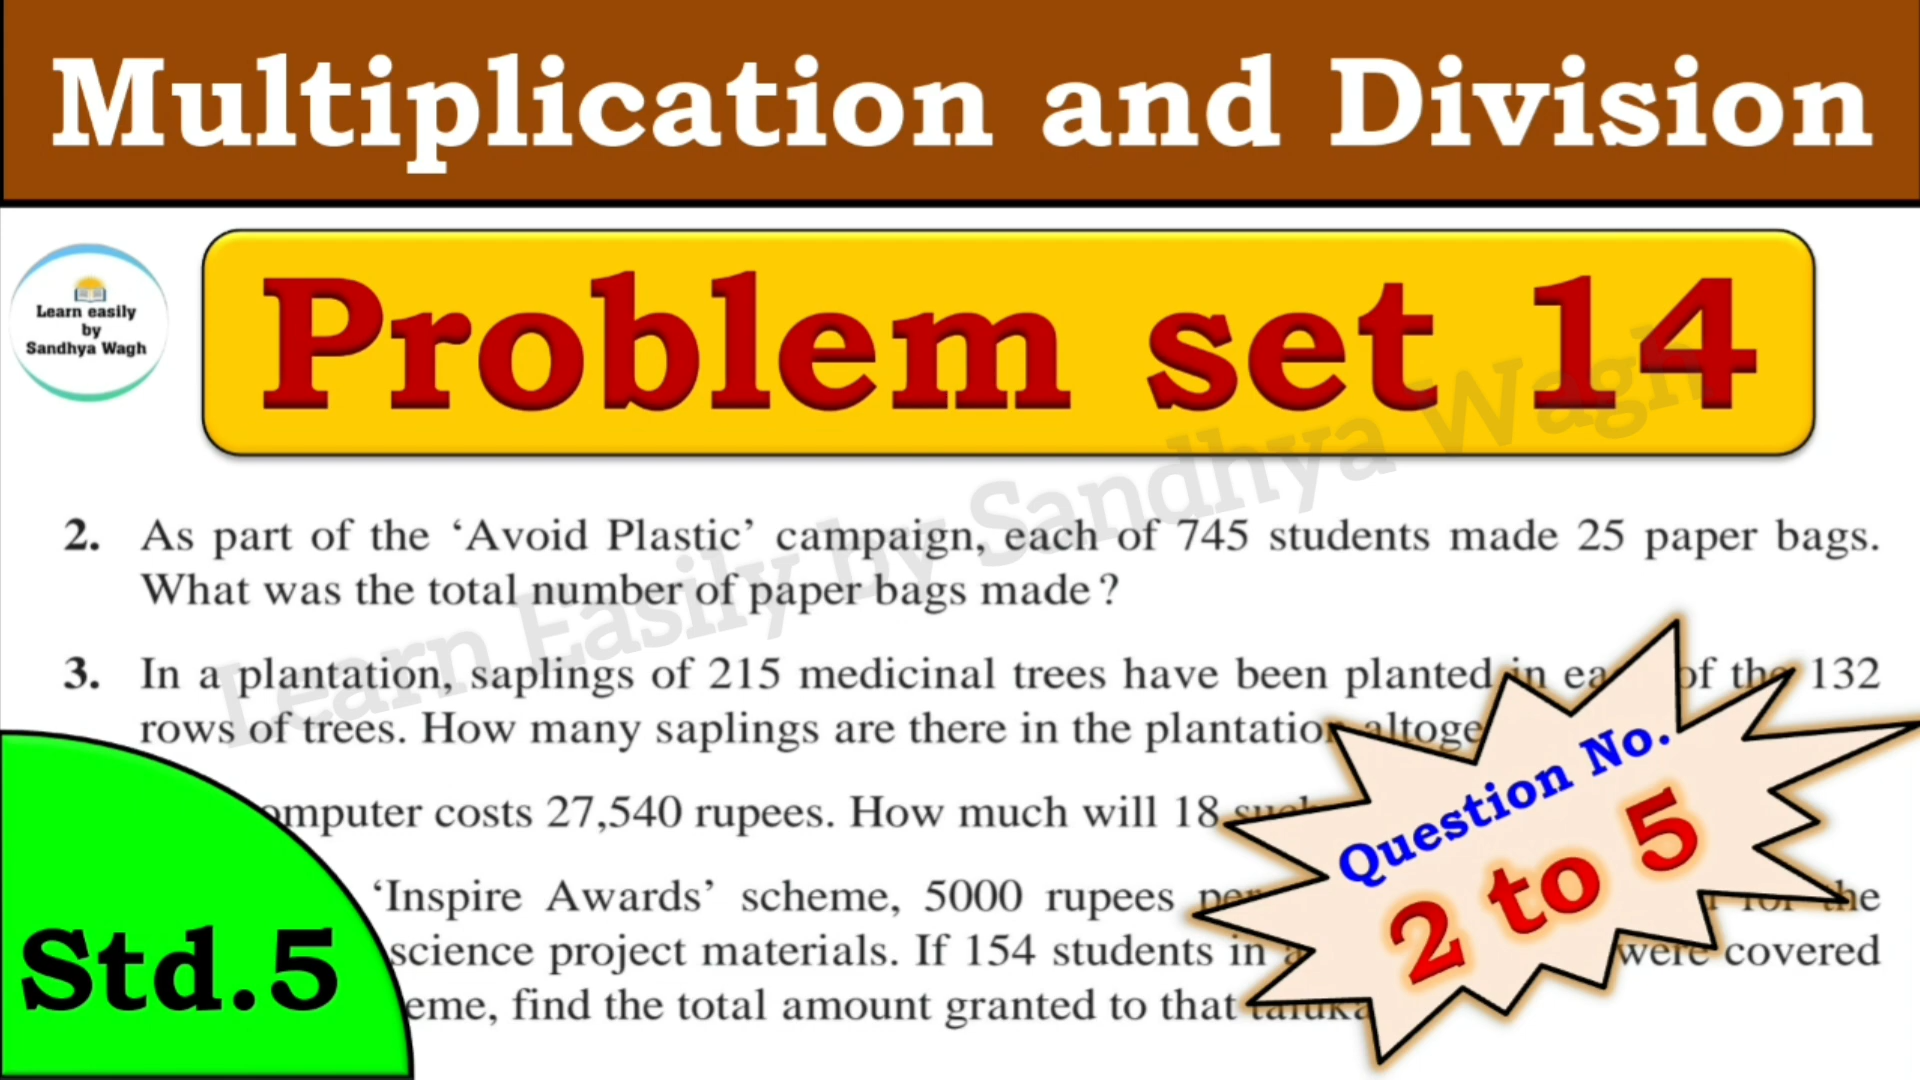 Multiplication and Division
Learn easily
by
Sandhya Wagh
Problem set 14
2. As part of the ‘Avoid Plastic’ campaign, each of 745 students made 25 paper bags.
What was the total number of paper bags made?
3. In a plantation, saplings of 215 medicinal trees have been planted in of the 132
rows of trees. How many saplings are there in the plantation
costs 27,540 rupees. How much will 18
‘Inspire Awards’ scheme, 5000 rupees the
science project materials. If 154 students in were covered
find the total amount granted to that
Learn Easily by Sandhya Wagh
Question No.
2 to 5
Std.5